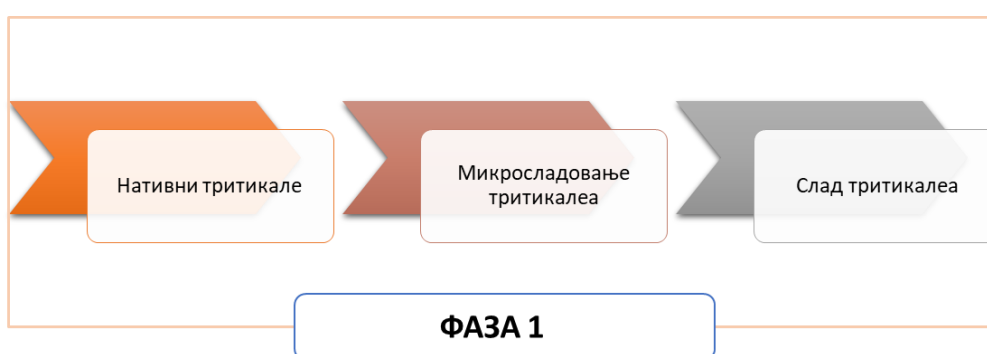 Нативни тритикале
Микросладовање
тритикалеа
Слад тритикалеа
ФАЗА 1